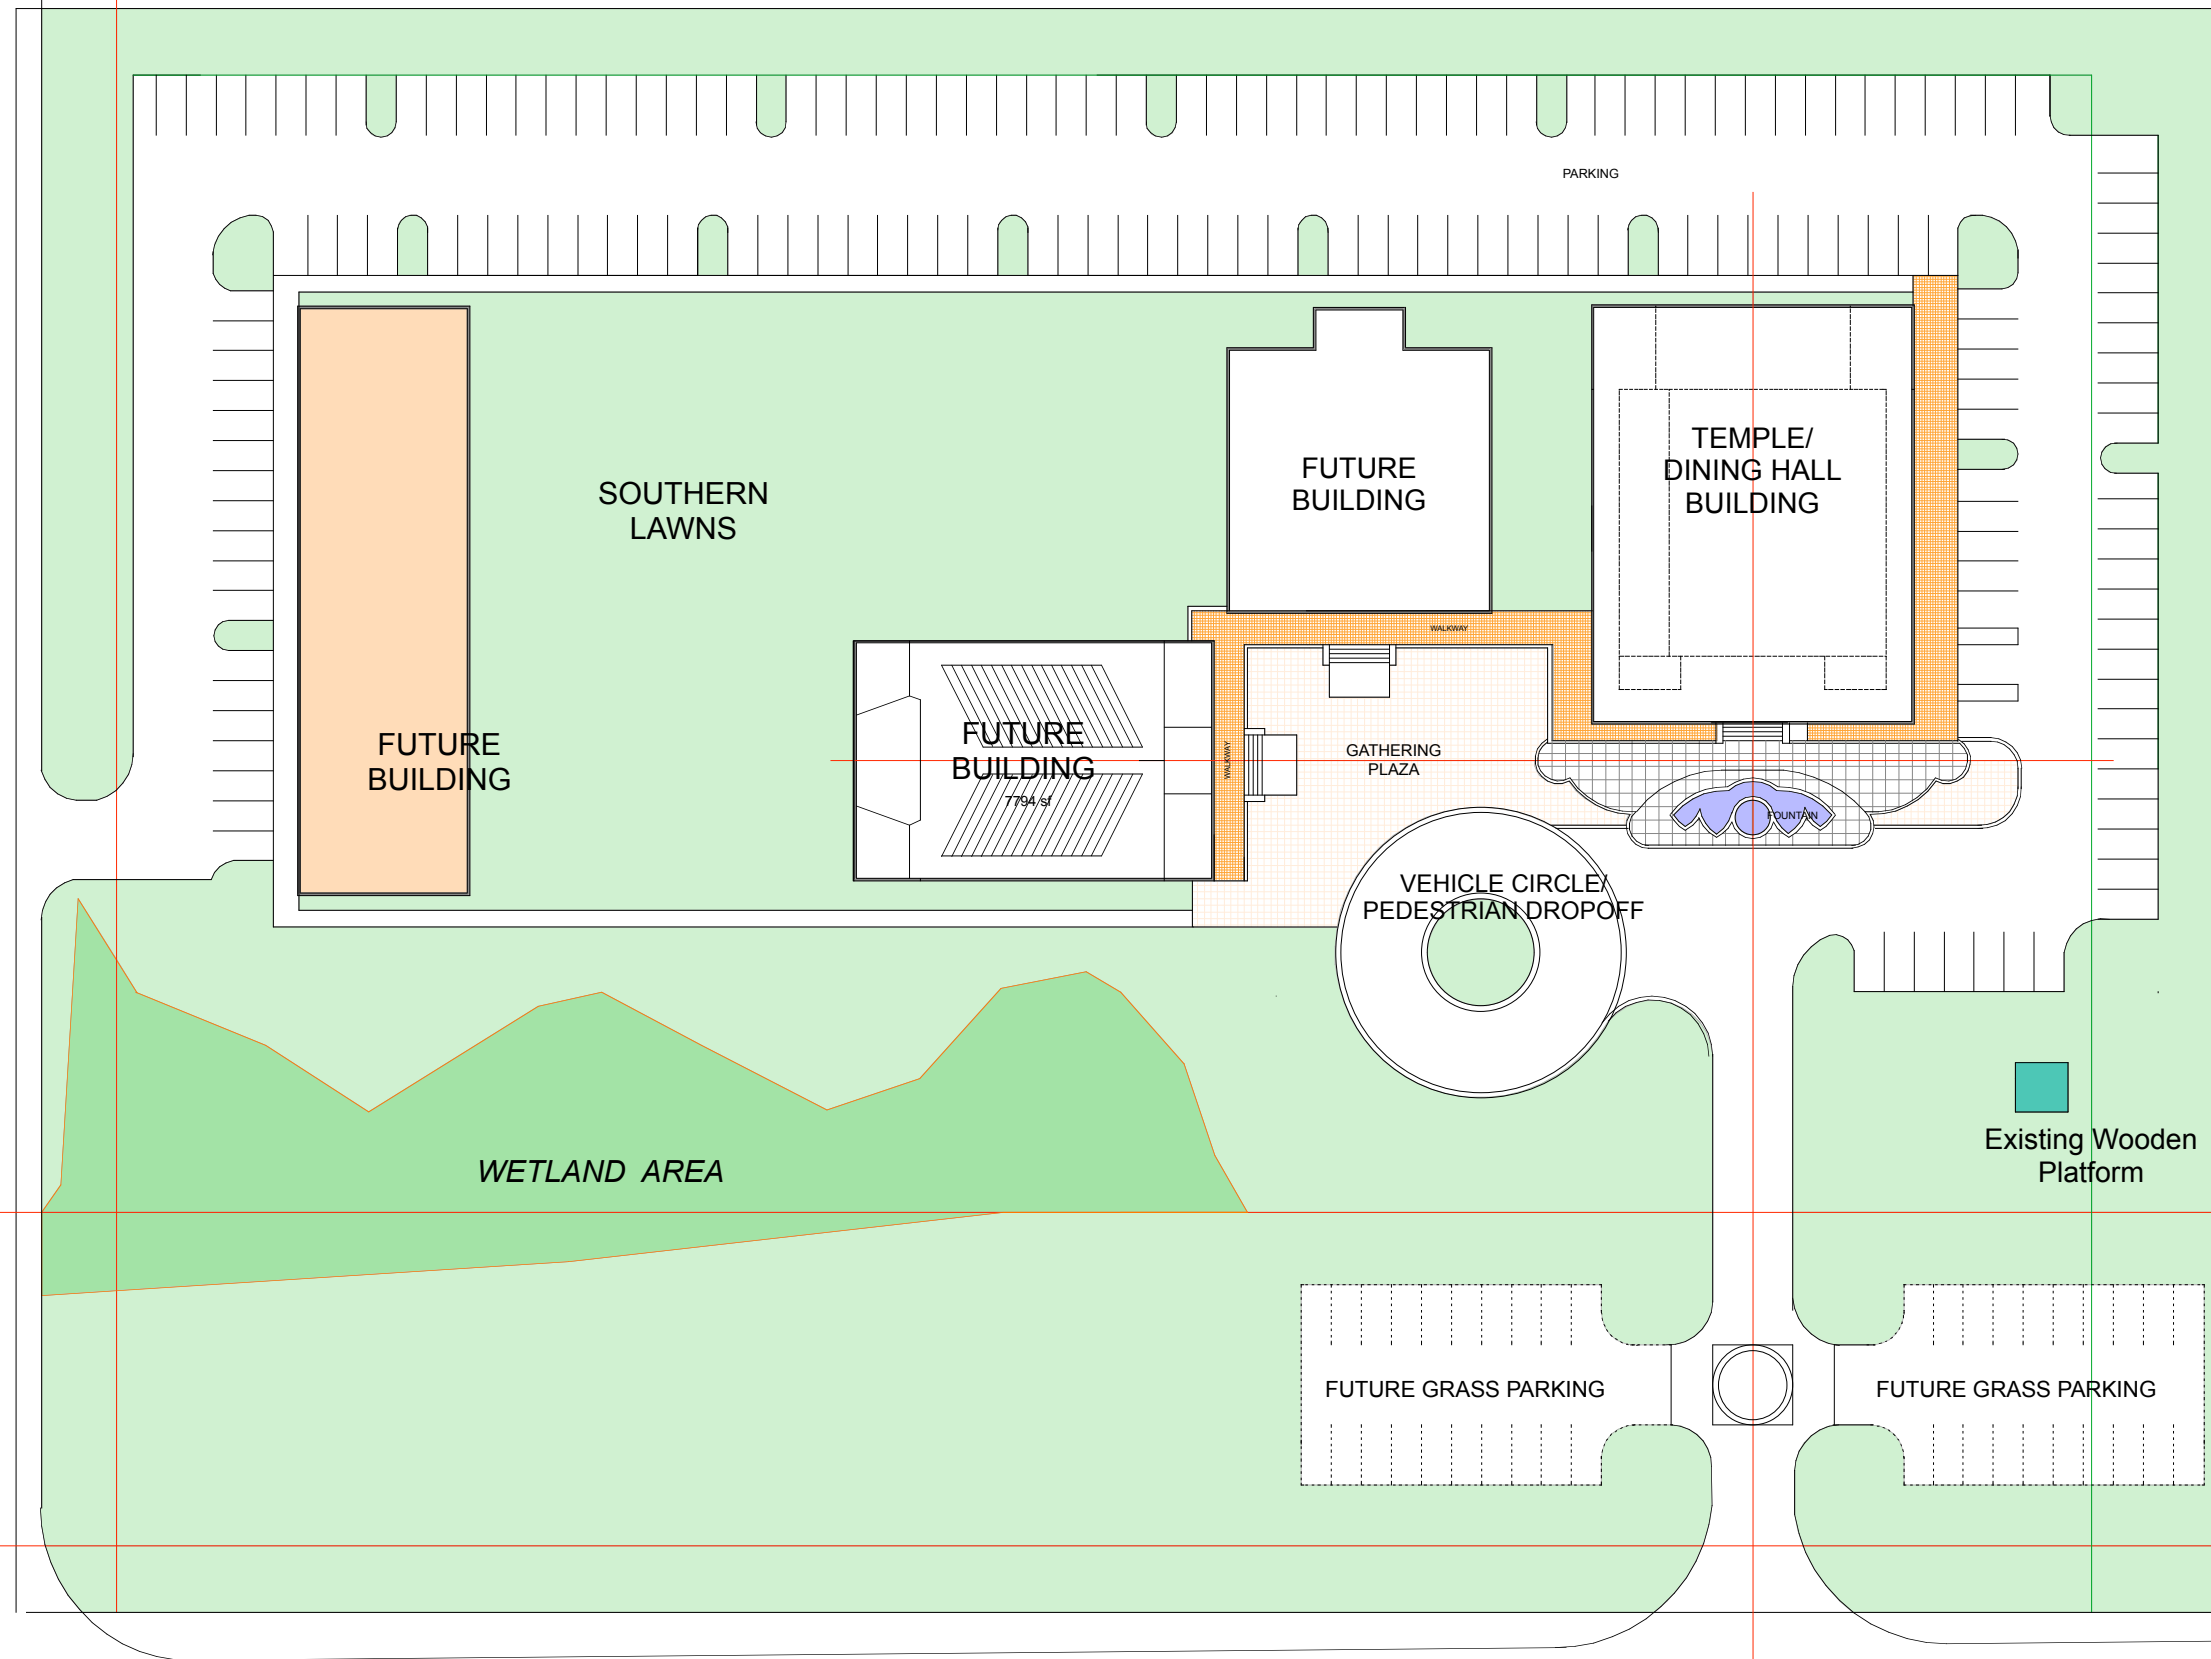 PARKING
TEMPLE/
DINING HALL
BUILDING
FUTURE
BUILDING
SOUTHERN
LAWNS
WALKWAY
FUTURE
BUILDING
FUTURE
BUILDING
7794 sf
WALKWAY
GATHERING
PLAZA
FOUNTAIN
VEHICLE CIRCLE/
PEDESTRIAN DROPOFF
Existing Wooden
Platform
WETLAND AREA
FUTURE GRASS PARKING
FUTURE GRASS PARKING